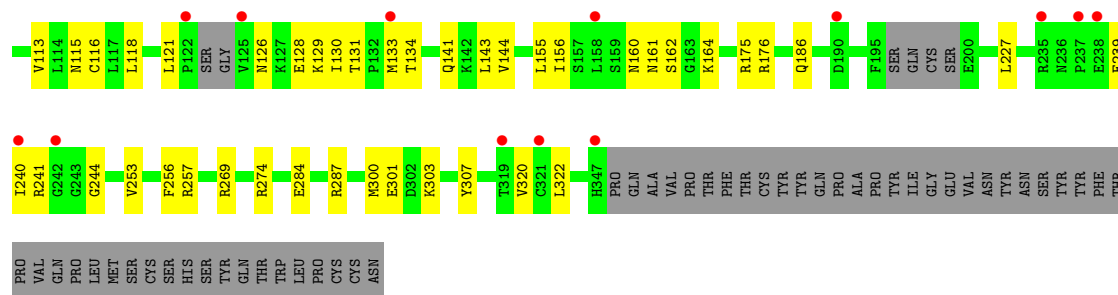 V113 L114 N115 C116 L117 L118 L121 P122 SER GLY V125 N126 K127 E128 K129 I130 T131 P132 M133 T134 Q141 K142 L143 V144 L155 I156 S157 L158 S159 N160 N161 S162 G163 K164 R175 R176 Q186 D190 F195 SER GLN CYS SER E200 L227 R235 N236 P237 E238
I240 R241 G242 G243 G244 V253 F256 R257 R269 R274 E284 R287 M300 E301 D302 K303 Y307 T319 V320 C321 L322 H347 PRO GLN ALA VAL PRO THR PHE THR CYS TYR TYR GLN PRO ALA PRO TYR ILE GLY GLU VAL ASN TYR ASN SER TYR TYR PHE THR
PRO VAL GLN PRO LEU MET SER CYS SER HIS SER TYR GLN THR TRP LEU PRO CYS CYS ASN